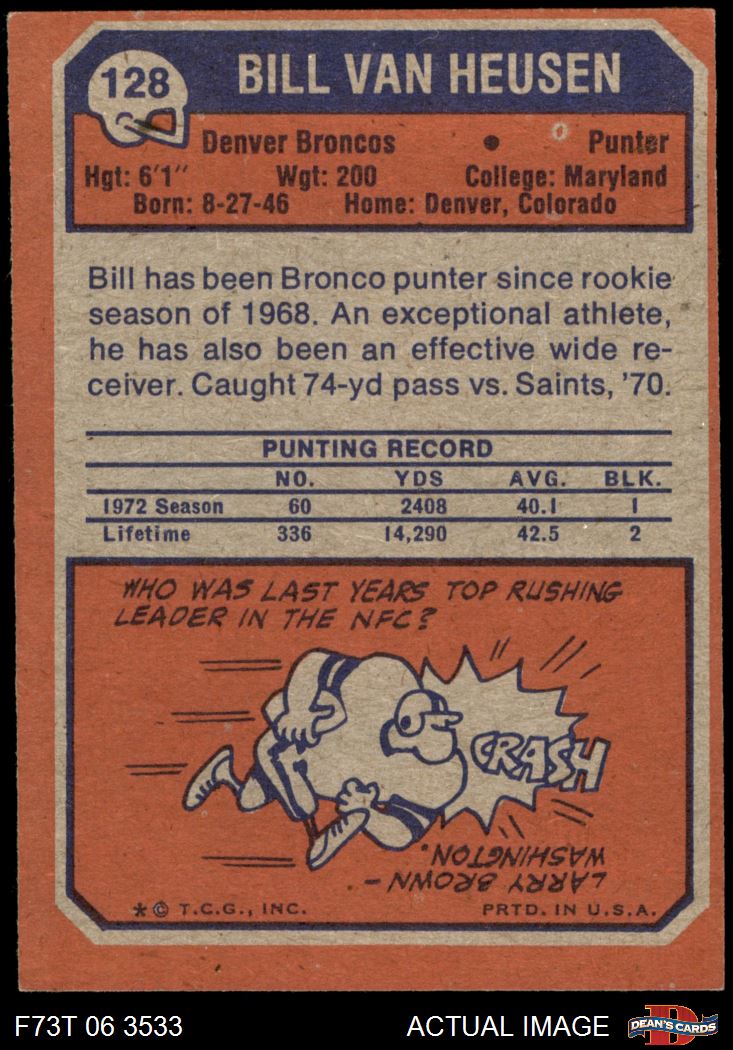 128
BILL VAN HEUSEN
Denver Broncos • Punter
Hgt: 6'1" Wgt: 200 College: Maryland
Born: 8-27-46 Home: Denver, Colorado
Bill has been Bronco punter since rookie
season of 1968. An exceptional athlete,
he has also been an effective wide re-
ceiver. Caught 74-yd pass vs. Saints, '70.
PUNTING RECORD
NO. YDS AVG. BLK.
1972 Season 60 2408 40.1 1
Lifetime 336 14,290 42.5 2
WHO WAS LAST YEARS TOP RUSHING
LEADER IN THE NFC?
CRASH
LARRY BROWN –
WASHINGTON.
*© T.C.G., INC. PRTD. IN U.S.A.
F73T 06 3533 ACTUAL IMAGE DEAN'S CARDS